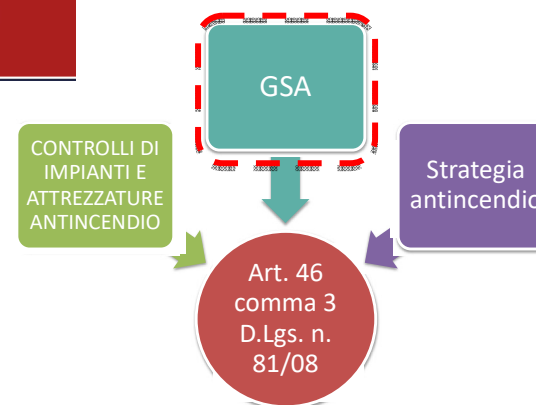 GSA
CONTROLLI DI
IMPIANTI E
ATTREZZATURE
ANTINCENDIO
Strategia
antincendio
Art. 46
comma 3
D.Lgs. n.
81/08